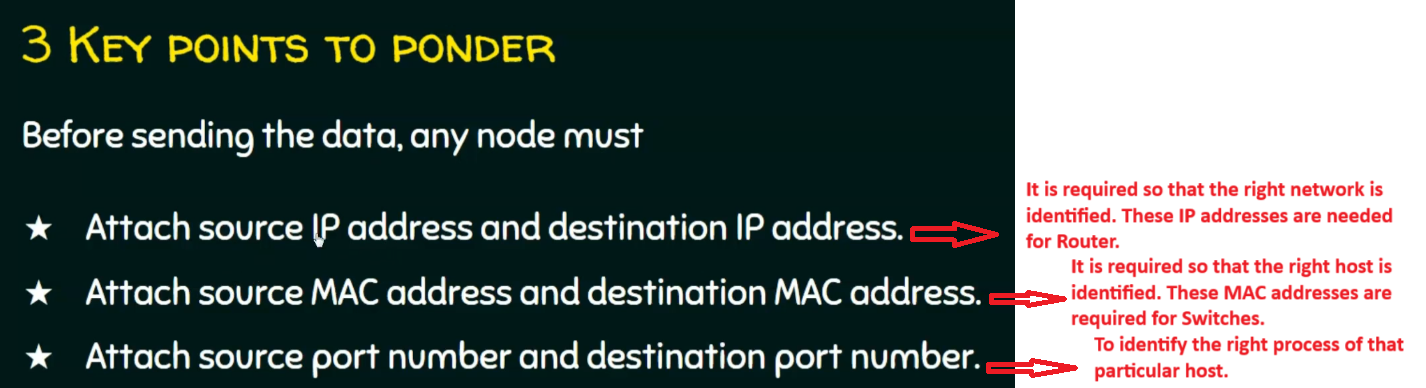 3 KEY POINTS TO PONDER
Before sending the data, any node must
★ Attach source IP address and destination IP address.
It is required so that the right network is
identified. These IP addresses are needed
for Router.
★ Attach source MAC address and destination MAC address.
It is required so that the right host is
identified. These MAC addresses are
required for Switches.
★ Attach source port number and destination port number.
To identify the right process of that
particular host.